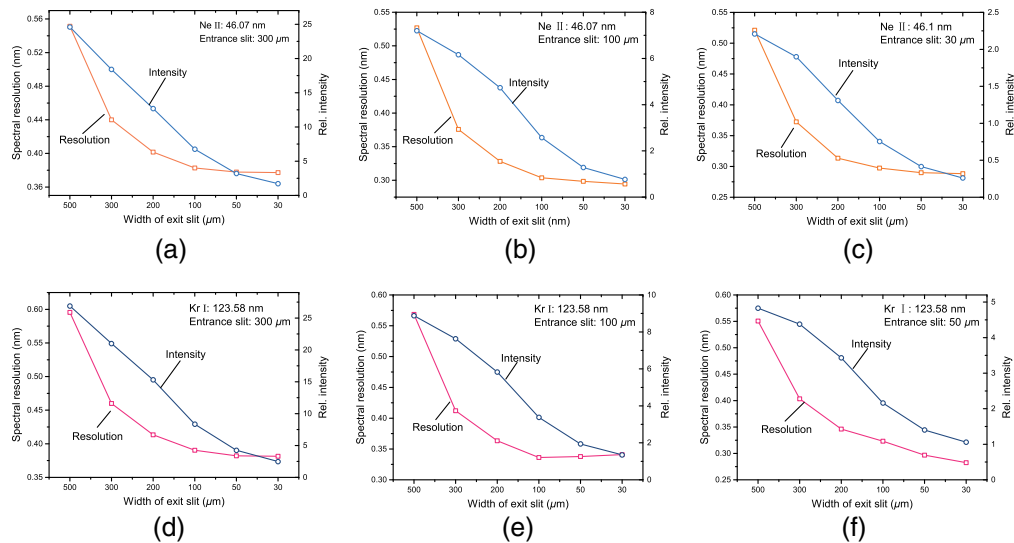 Ne Ⅱ: 46.07 nm
Entrance slit: 300 µm
Intensity
Resolution
Spectral resolution (nm)
0.56
0.52
0.48
0.44
0.40
0.36
Rel. intensity
25
20
15
10
5
0
500 300 200 100 50 30
Width of exit slit (µm)
(a)
Ne Ⅱ: 46.07 nm
Entrance slit: 100 µm
Intensity
Resolution
Spectral resolution (nm)
0.55
0.50
0.45
0.40
0.35
0.30
Rel. intensity
8
6
4
2
0
500 300 200 100 50 30
Width of exit slit (nm)
(b)
Ne Ⅱ: 46.1 nm
Entrance slit: 30 µm
Intensity
Resolution
Spectral resolution (nm)
0.55
0.50
0.45
0.40
0.35
0.30
0.25
Rel. intensity
2.5
2.0
1.5
1.0
0.5
0.0
500 300 200 100 50 30
Width of exit slit (µm)
(c)
Kr Ⅰ: 123.58 nm
Entrance slit: 300 µm
Intensity
Resolution
Spectral resolution (nm)
0.60
0.55
0.50
0.45
0.40
0.35
Rel. intensity
25
20
15
10
5
0
500 300 200 100 50 30
Width of exit slit (µm)
(d)
Kr Ⅰ: 123.58 nm
Entrance slit: 100 µm
Intensity
Resolution
Spectral resolution (nm)
0.60
0.55
0.50
0.45
0.40
0.35
0.30
Rel. intensity
10
8
6
4
2
0
500 300 200 100 50 30
Width of exit slit (µm)
(e)
Kr Ⅰ: 123.58 nm
Entrance slit: 50 µm
Intensity
Resolution
Spectral resolution (nm)
0.60
0.55
0.50
0.45
0.40
0.35
0.30
0.25
Rel. intensity
5
4
3
2
1
0
500 300 200 100 50 30
Width of exit slit (µm)
(f)